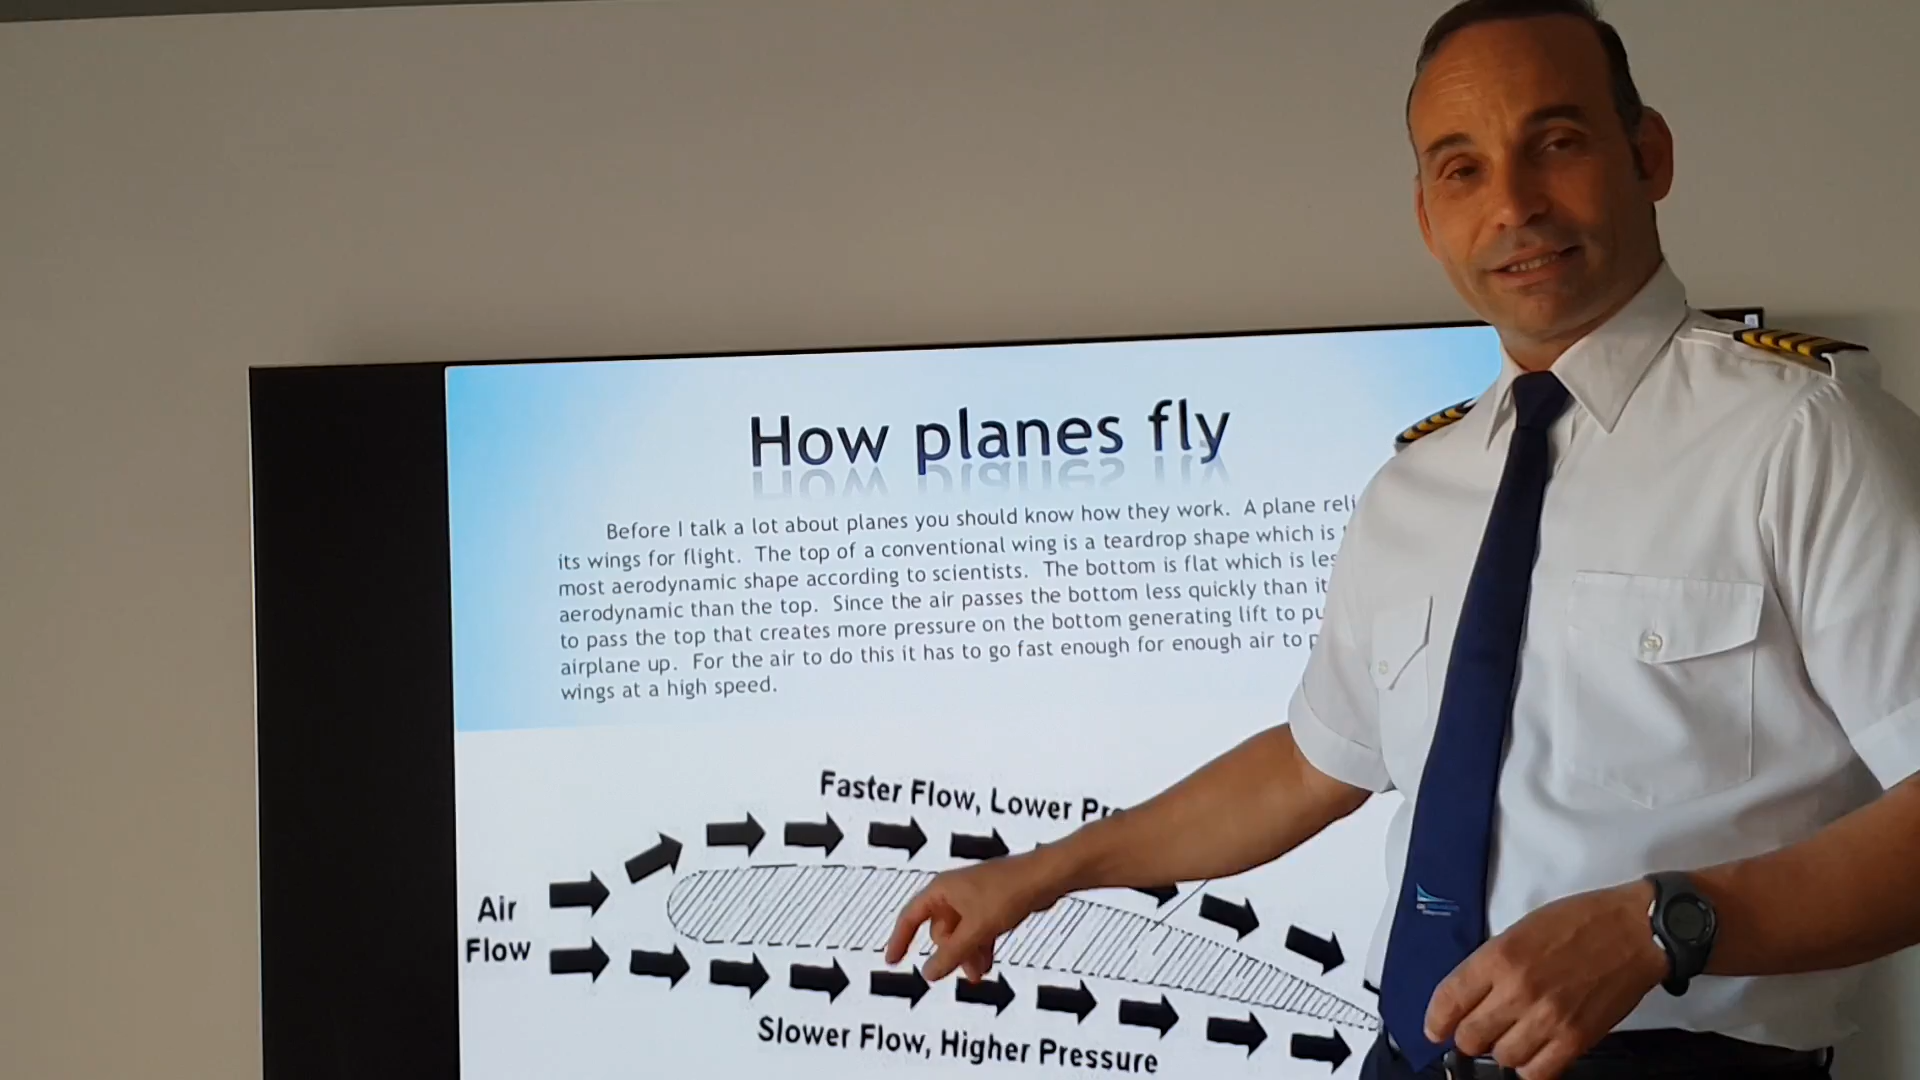 How planes fly
Before I talk a lot about planes you should know how they work. A plane
its wings for flight. The top of a conventional wing is a teardrop shape which is
most aerodynamic shape according to scientists. The bottom is flat which is
aerodynamic than the top. Since the air passes the bottom less quickly than
to pass the top that creates more pressure on the bottom generating lift to
airplane up. For the air to do this it has to go fast enough for enough air to
wings at a high speed.
Faster Flow, Lower
Air
Flow
Slower Flow, Higher Pressure